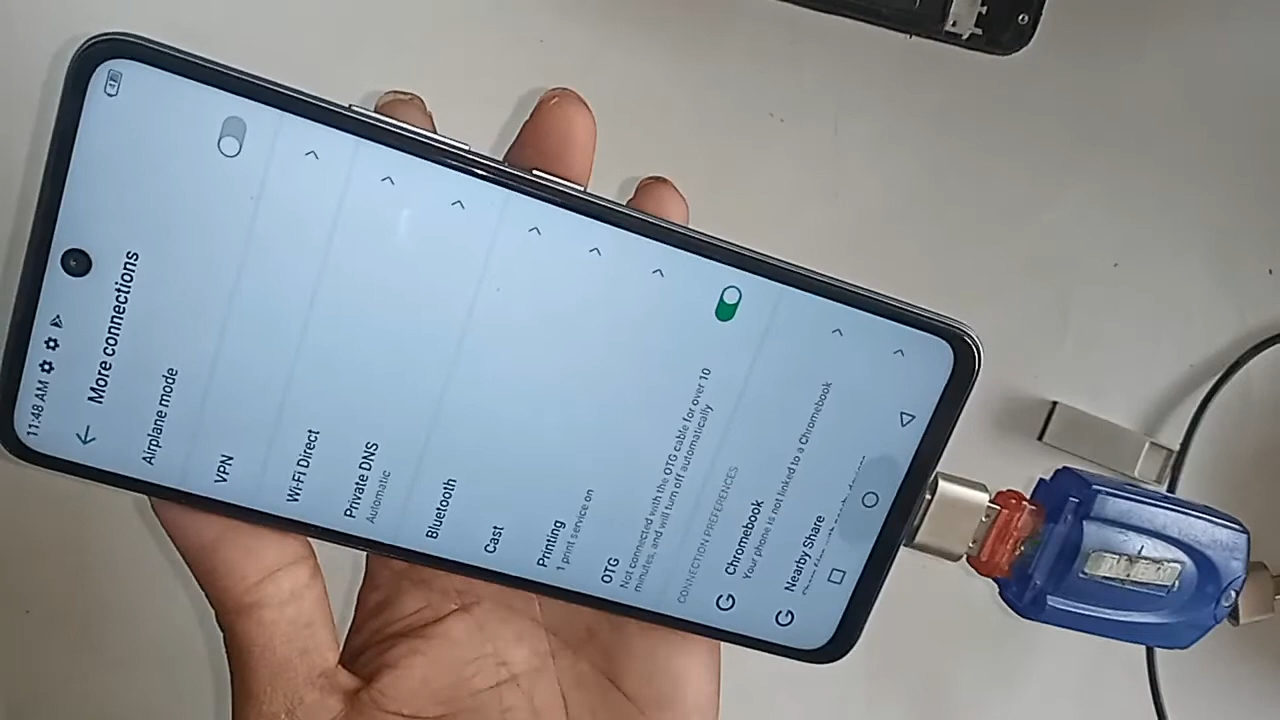 11:48 AM
More connections
Airplane mode
VPN
Wi-Fi Direct
Private DNS
Automatic
Bluetooth
Cast
Printing
1 print service on
OTG
Not connected with the OTG cable for over 10
minutes, and will turn off automatically
CONNECTION PREFERENCES
Chromebook
Your phone is not linked to a Chromebook
Nearby Share